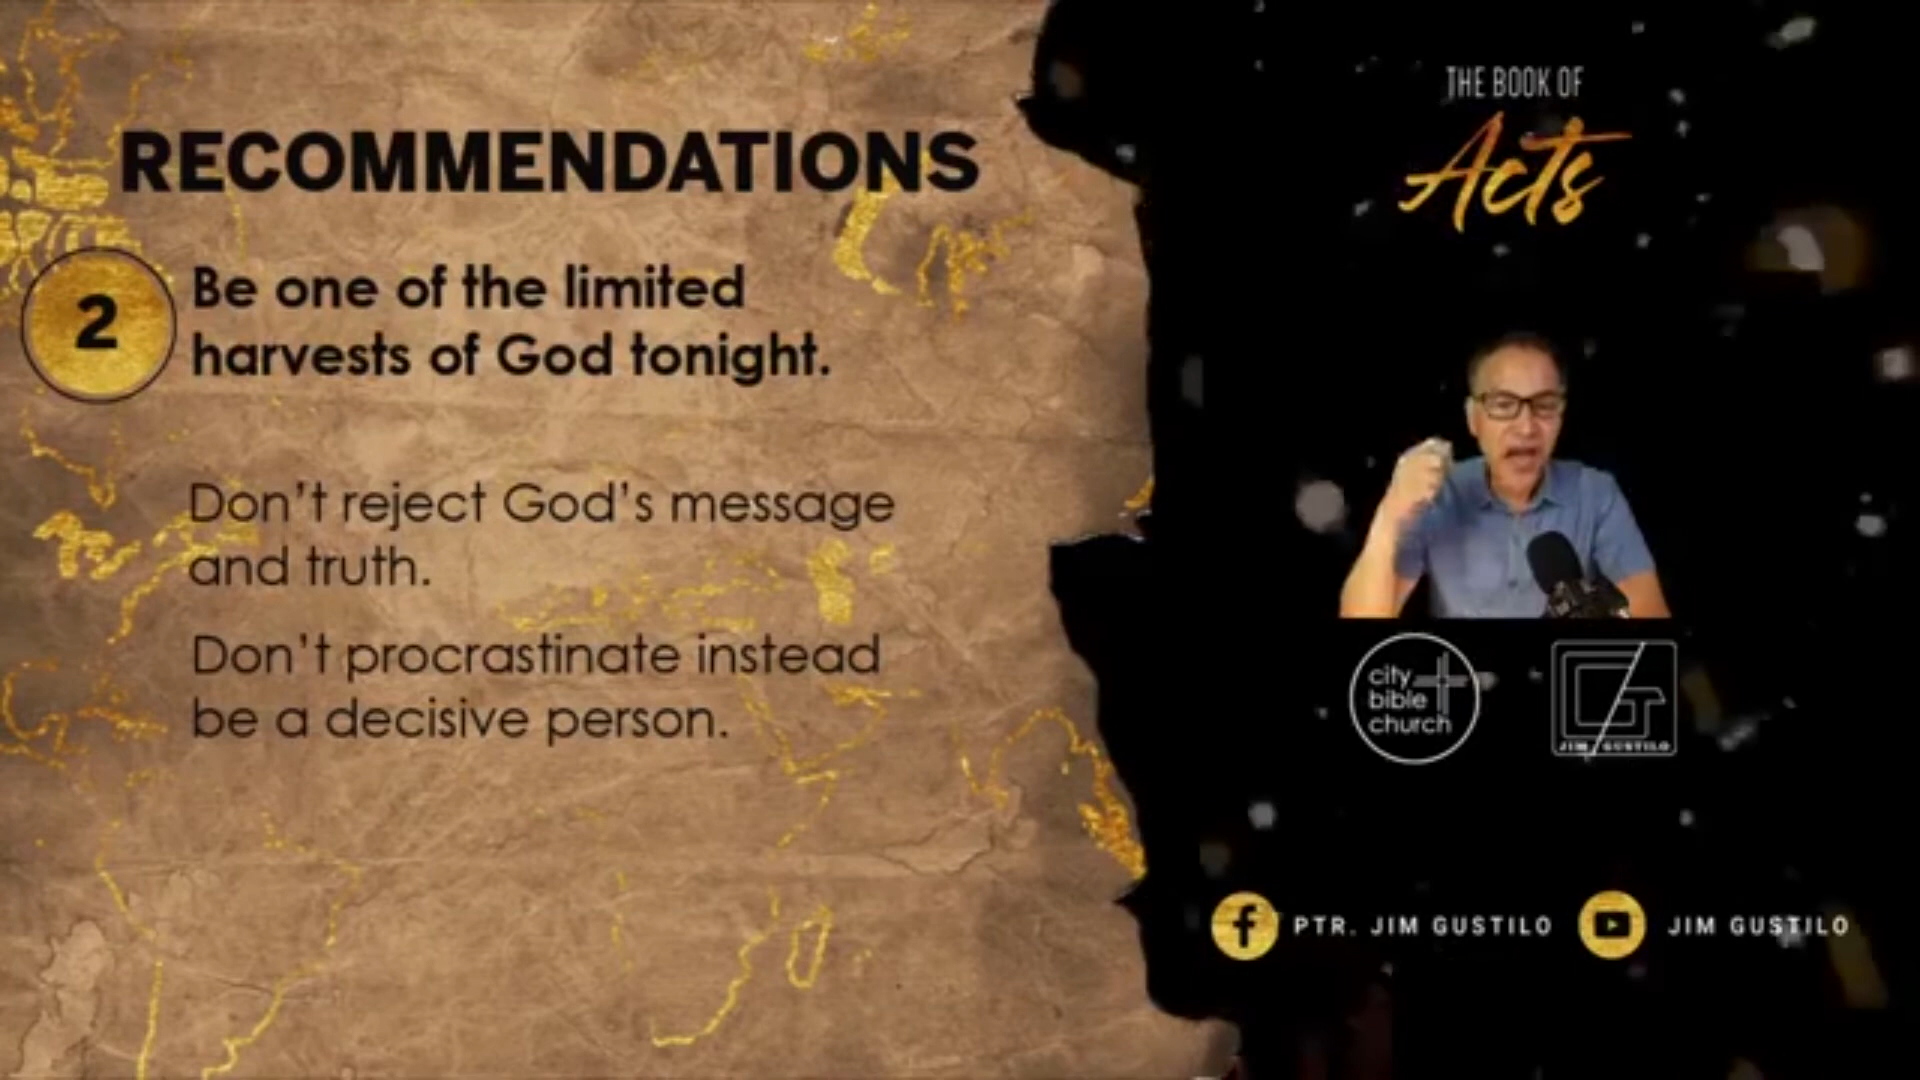 RECOMMENDATIONS
2
Be one of the limited
harvests of God tonight.
Don't reject God's message
and truth.
Don't procrastinate instead
be a decisive person.
THE BOOK OF
Acts
city
bible
church
JIM GUSTILO
PTR. JIM GUSTILO
JIM GUSTILO